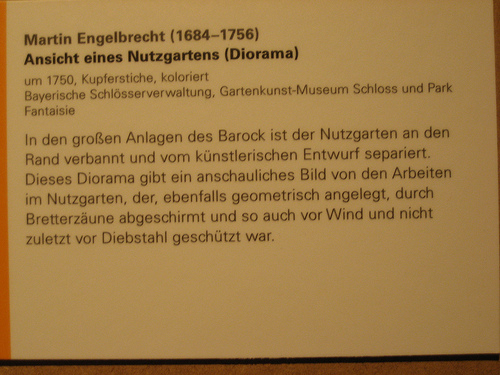 Martin Engelbrecht (1684–1756)
Ansicht eines Nutzgartens (Diorama)
um 1750, Kupferstiche, koloriert
Bayerische Schlösserverwaltung, Gartenkunst-Museum Schloss und Park
Fantaisie
In den großen Anlagen des Barock ist der Nutzgarten an den
Rand verbannt und vom künstlerischen Entwurf separiert.
Dieses Diorama gibt ein anschauliches Bild von den Arbeiten
im Nutzgarten, der, ebenfalls geometrisch angelegt, durch
Bretterzäune abgeschirmt und so auch vor Wind und nicht
zuletzt vor Diebstahl geschützt war.